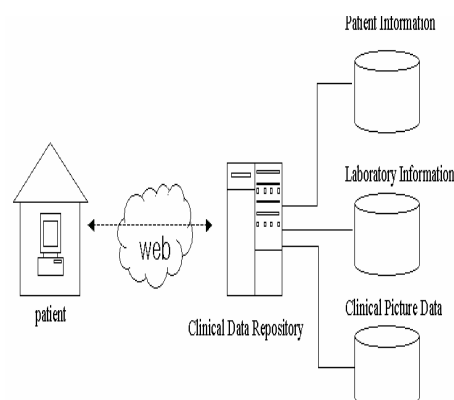 Patient Information
Laboratory Information
web
patient
Clinical Data Repository
Clinical Picture Data